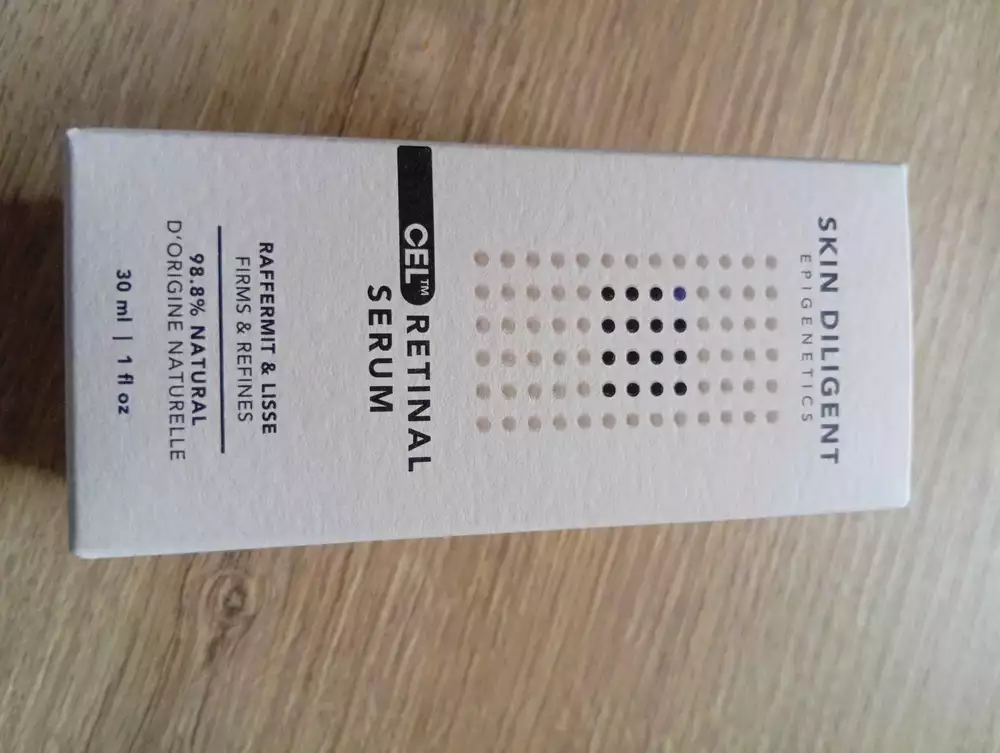 SKIN DILIGENT
EPIGENETICS
CEL™ RETINAL
SERUM
RAFFERMIT & LISSE
FIRMS & REFINES
98.8% NATURAL
D'ORIGINE NATURELLE
30 ml | 1 fl oz